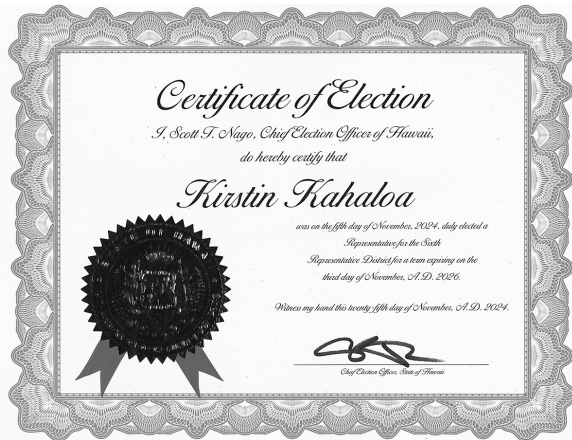 Certificate of Election
I, Scott T. Nago, Chief Election Officer of Hawaii,
do hereby certify that
Kirstin Kahaloa
was on the fifth day of November, 2024, duly elected a
Representative for the Sixth
Representative District for a term expiring on the
third day of November, A.D. 2026.
Witness my hand this twenty-fifth day of November, A.D. 2024.
Chief Election Officer, State of Hawaii